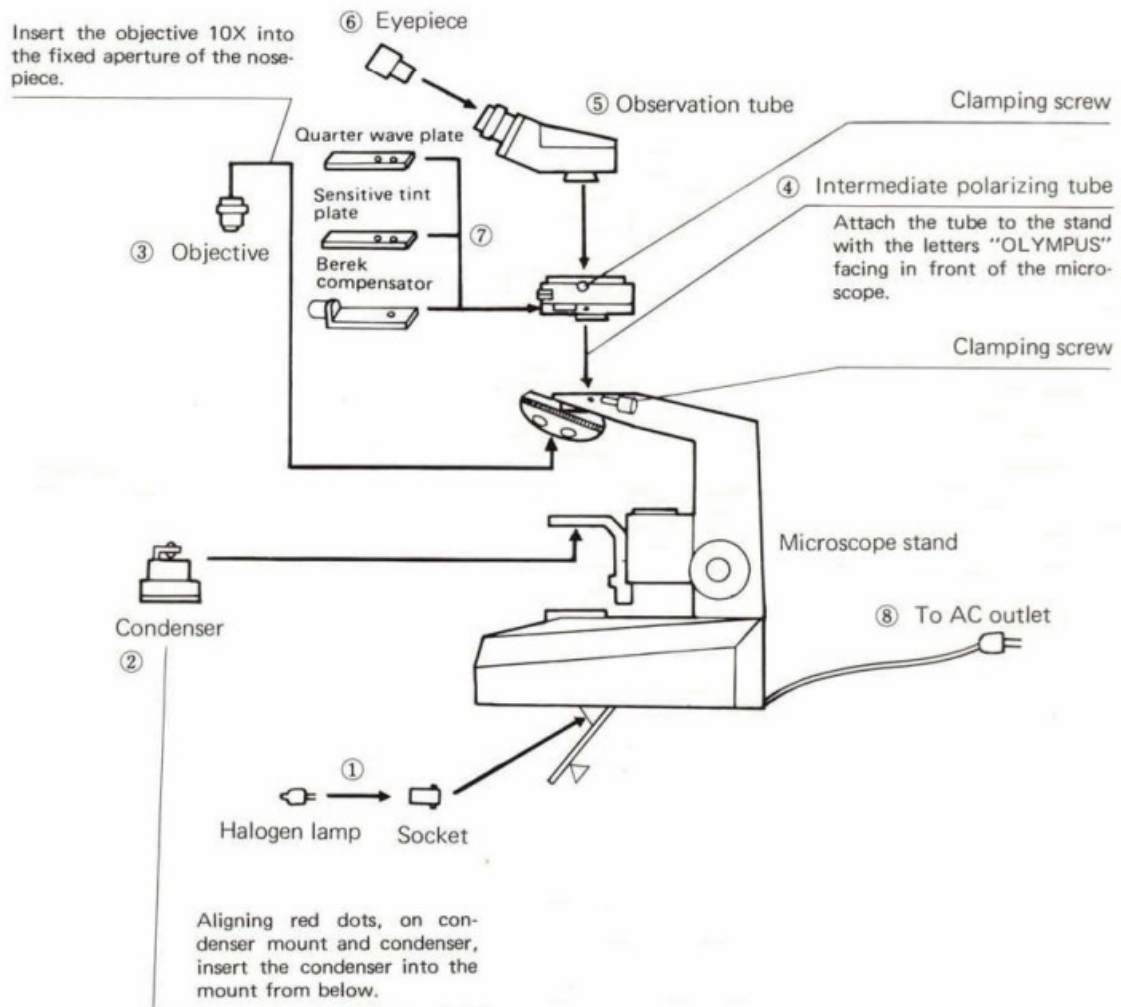 Insert the objective 10X into
the fixed aperture of the nose-
piece.
⑥ Eyepiece
⑤ Observation tube
Clamping screw
Quarter wave plate
④ Intermediate polarizing tube
Attach the tube to the stand
with the letters "OLYMPUS"
facing in front of the micro-
scope.
Sensitive tint
plate
⑦
③ Objective
Berek
compensator
Clamping screw
Microscope stand
Condenser
②
⑧ To AC outlet
①
Halogen lamp
Socket
Aligning red dots, on con-
denser mount and condenser,
insert the condenser into the
mount from below.